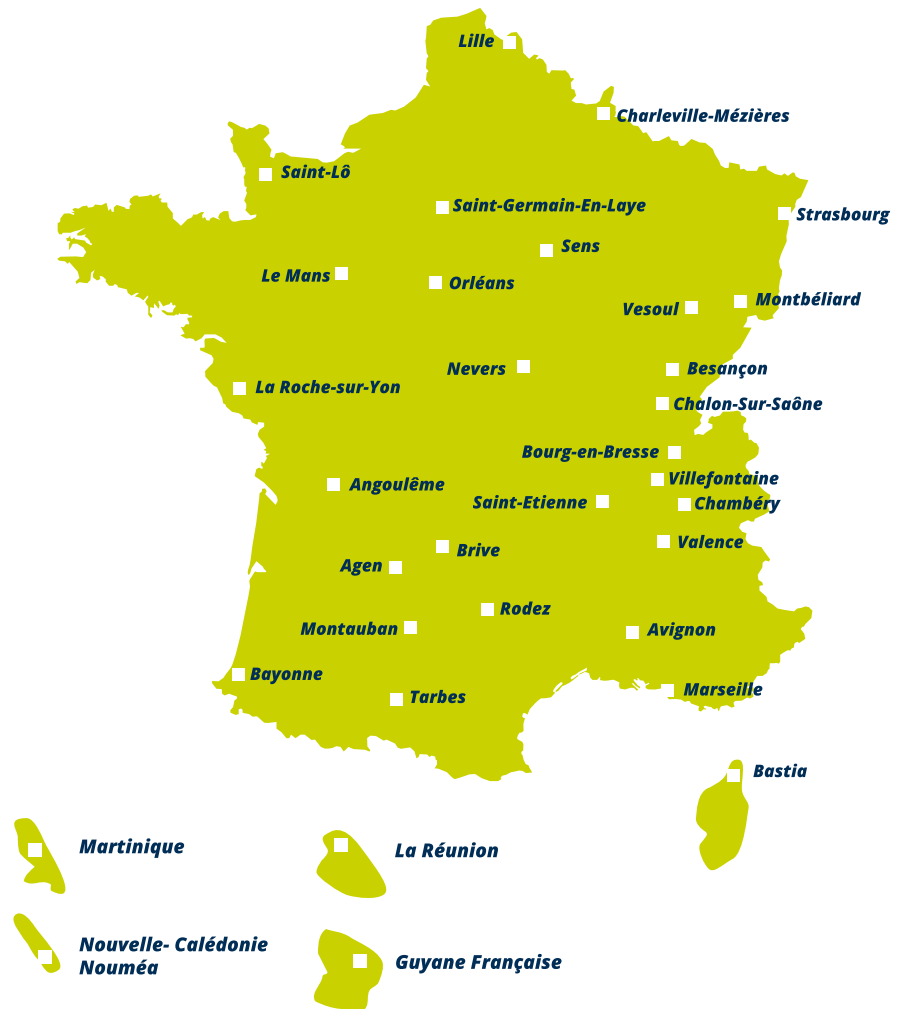 Lille
Charleville-Mézières
Saint-Lô
Saint-Germain-En-Laye
Strasbourg
Sens
Le Mans
Orléans
Montbéliard
Vesoul
Nevers
Besançon
La Roche-sur-Yon
Chalon-Sur-Saône
Bourg-en-Bresse
Villefontaine
Angoulême
Saint-Etienne
Chambéry
Valence
Brive
Agen
Rodez
Montauban
Avignon
Bayonne
Marseille
Tarbes
Bastia
Martinique
La Réunion
Nouvelle- Calédonie
Nouméa
Guyane Française